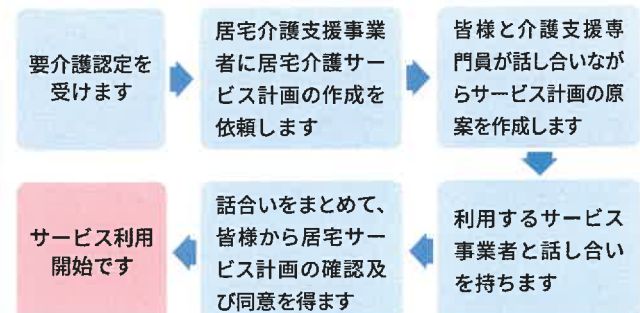 要介護認定を
受けます
居宅介護支援事業
者に居宅介護サー
ビス計画の作成を
依頼します
皆様と介護支援専
門員が話し合いなが
らサービス計画の原
案を作成します
利用するサービス
事業者と話し合い
を持ちます
話合いをまとめて、
皆様から居宅サー
ビス計画の確認及
び同意を得ます
サービス利用
開始です